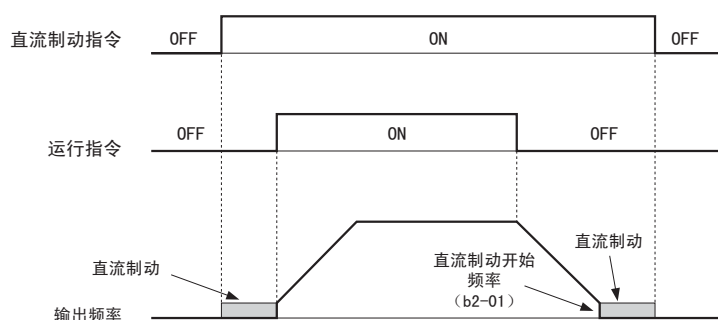 直流制动指令 OFF ON OFF
运行指令 OFF ON OFF
直流制动
直流制动开始
频率
(b2-01)
直流制动
输出频率